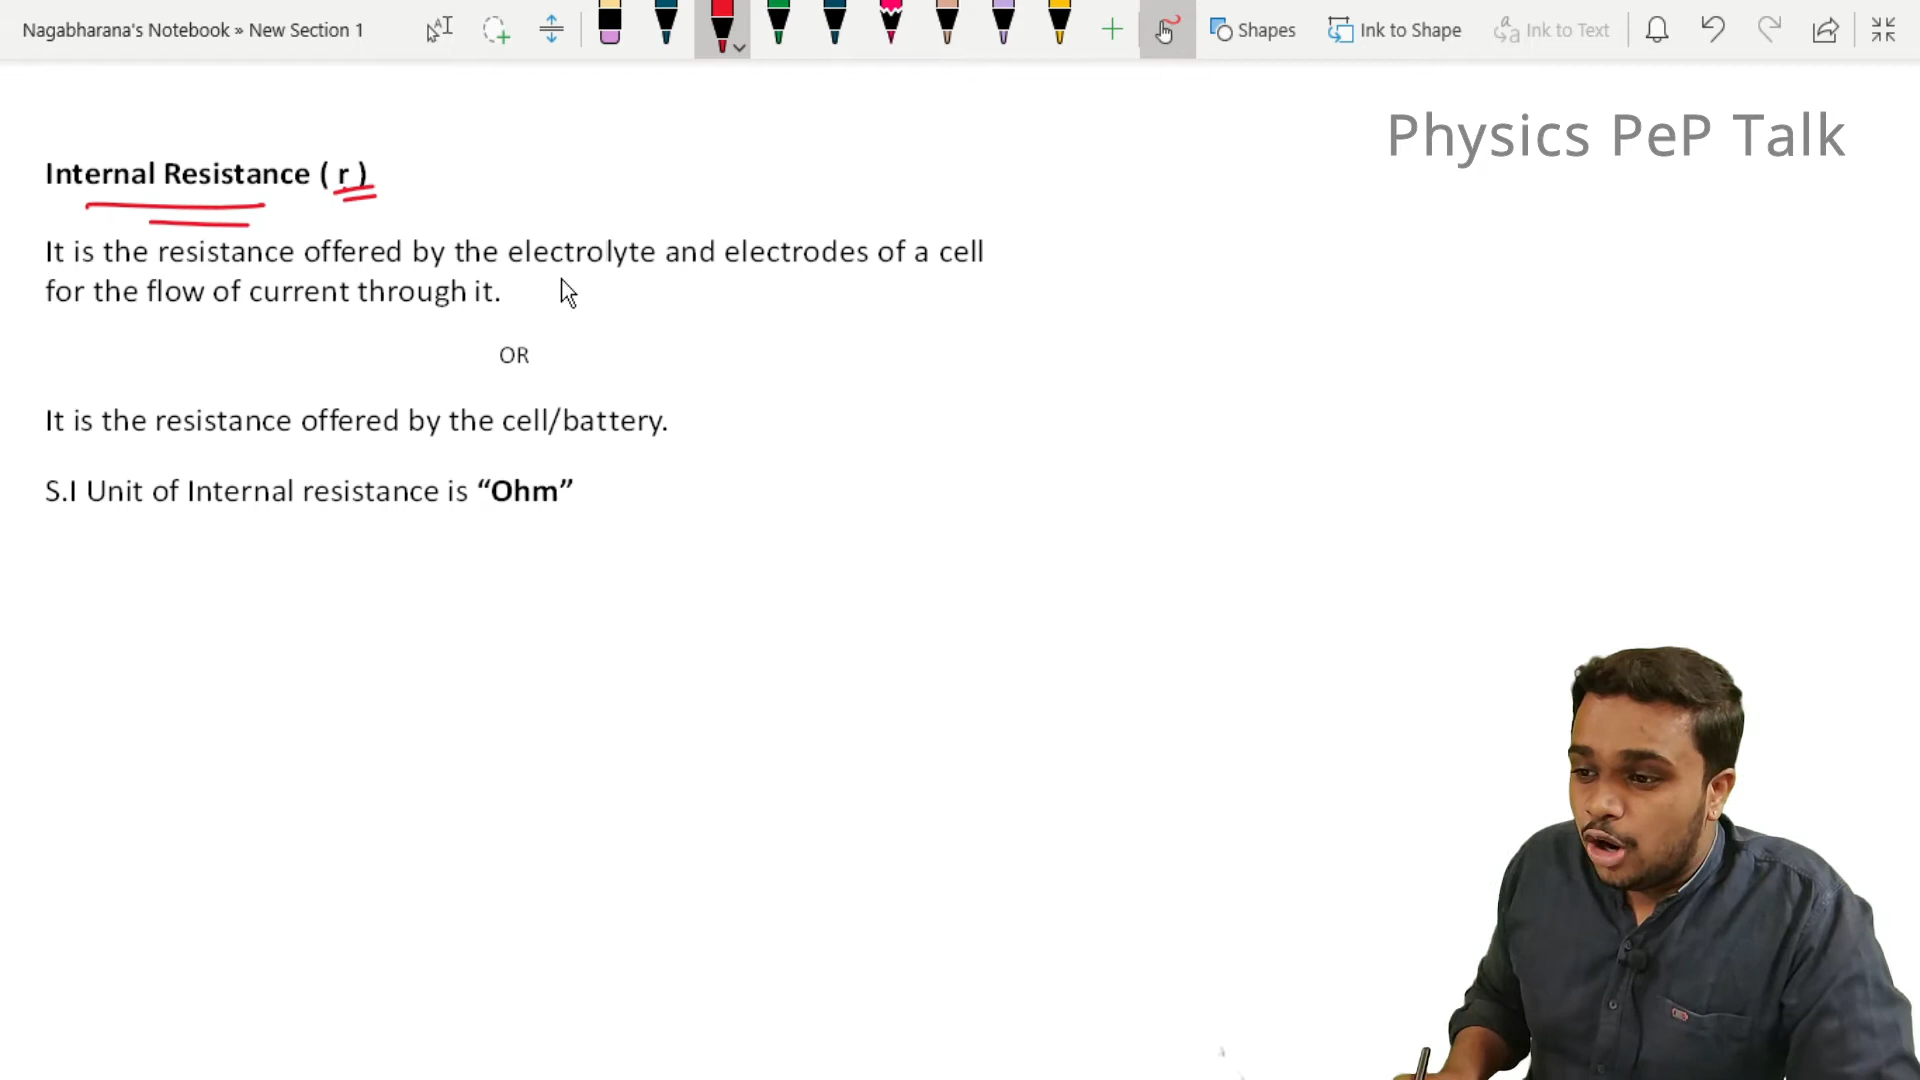 Nagabharana's Notebook » New Section 1
Shapes
Ink to Shape
Ink to Text
Physics PeP Talk
Internal Resistance ( r )
It is the resistance offered by the electrolyte and electrodes of a cell
for the flow of current through it.
OR
It is the resistance offered by the cell/battery.
S.I Unit of Internal resistance is “Ohm”